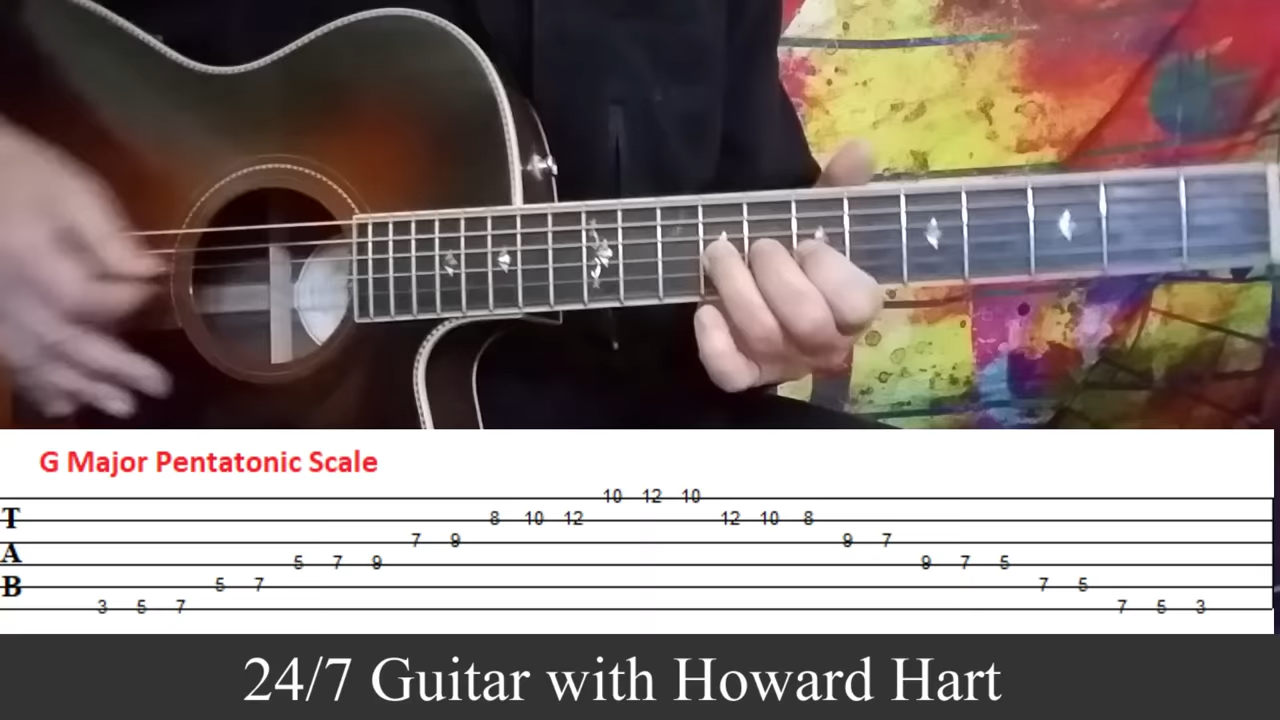 G Major Pentatonic Scale
10 12 10
T 8 10 12 12 10 8
7 9 9 7
A 5 7 9 9 7 5
B 5 7 7 5
3 5 7 7 5 3
24/7 Guitar with Howard Hart